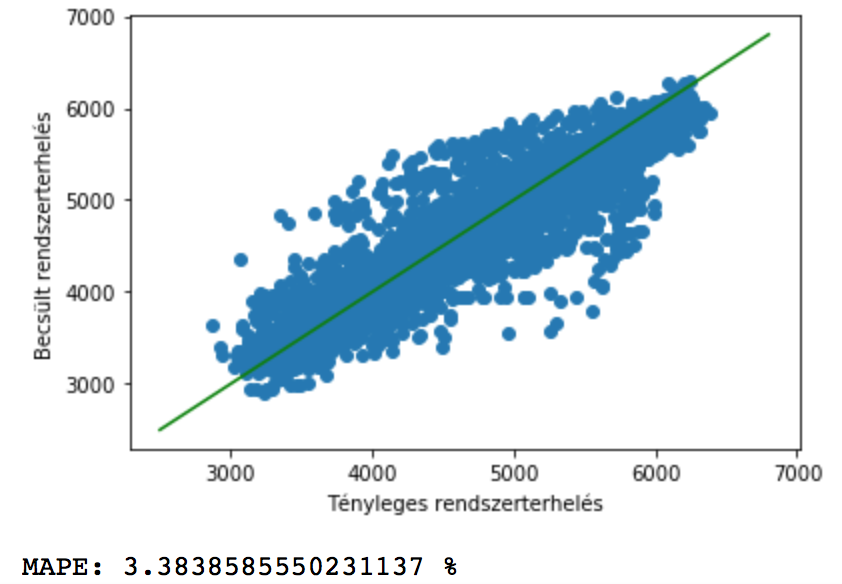 7000
6000
5000
4000
3000
Becsült rendszerterhelés
3000 4000 5000 6000 7000
Tényleges rendszerterhelés
MAPE: 3.3838585550231137 %